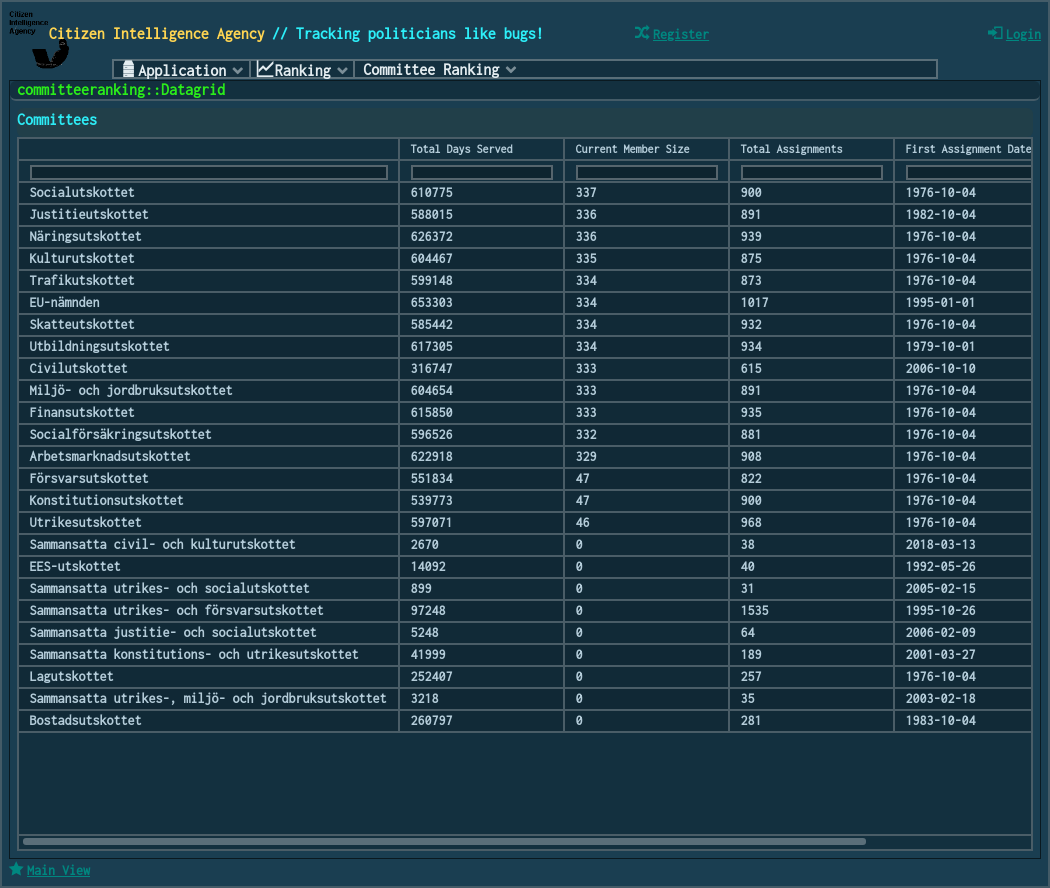 Citizen
Intelligence
Agency
Citizen Intelligence Agency // Tracking politicians like bugs!
Register
Login
Application Ranking Committee Ranking
committeeranking::Datagrid
Committees
Total Days Served Current Member Size Total Assignments First Assignment Date
Socialutskottet 610775 337 900 1976-10-04
Justitieutskottet 588015 336 891 1982-10-04
Näringsutskottet 626372 336 939 1976-10-04
Kulturutskottet 604467 335 875 1976-10-04
Trafikutskottet 599148 334 873 1976-10-04
EU-nämnden 653303 334 1017 1995-01-01
Skatteutskottet 585442 334 932 1976-10-04
Utbildningsutskottet 617305 334 934 1979-10-01
Civilutskottet 316747 333 615 2006-10-10
Miljö- och jordbruksutskottet 604654 333 891 1976-10-04
Finansutskottet 615850 333 935 1976-10-04
Socialförsäkringsutskottet 596526 332 881 1976-10-04
Arbetsmarknadsutskottet 622918 329 908 1976-10-04
Försvarsutskottet 551834 47 822 1976-10-04
Konstitutionsutskottet 539773 47 900 1976-10-04
Utrikesutskottet 597071 46 968 1976-10-04
Sammansatta civil- och kulturutskottet 2670 0 38 2018-03-13
EES-utskottet 14092 0 40 1992-05-26
Sammansatta utrikes- och socialutskottet 899 0 31 2005-02-15
Sammansatta utrikes- och försvarsutskottet 97248 0 1535 1995-10-26
Sammansatta justitie- och socialutskottet 5248 0 64 2006-02-09
Sammansatta konstitutions- och utrikesutskottet 41999 0 189 2001-03-27
Lagutskottet 252407 0 257 1976-10-04
Sammansatta utrikes-, miljö- och jordbruksutskottet 3218 0 35 2003-02-18
Bostadsutskottet 260797 0 281 1983-10-04
Main View